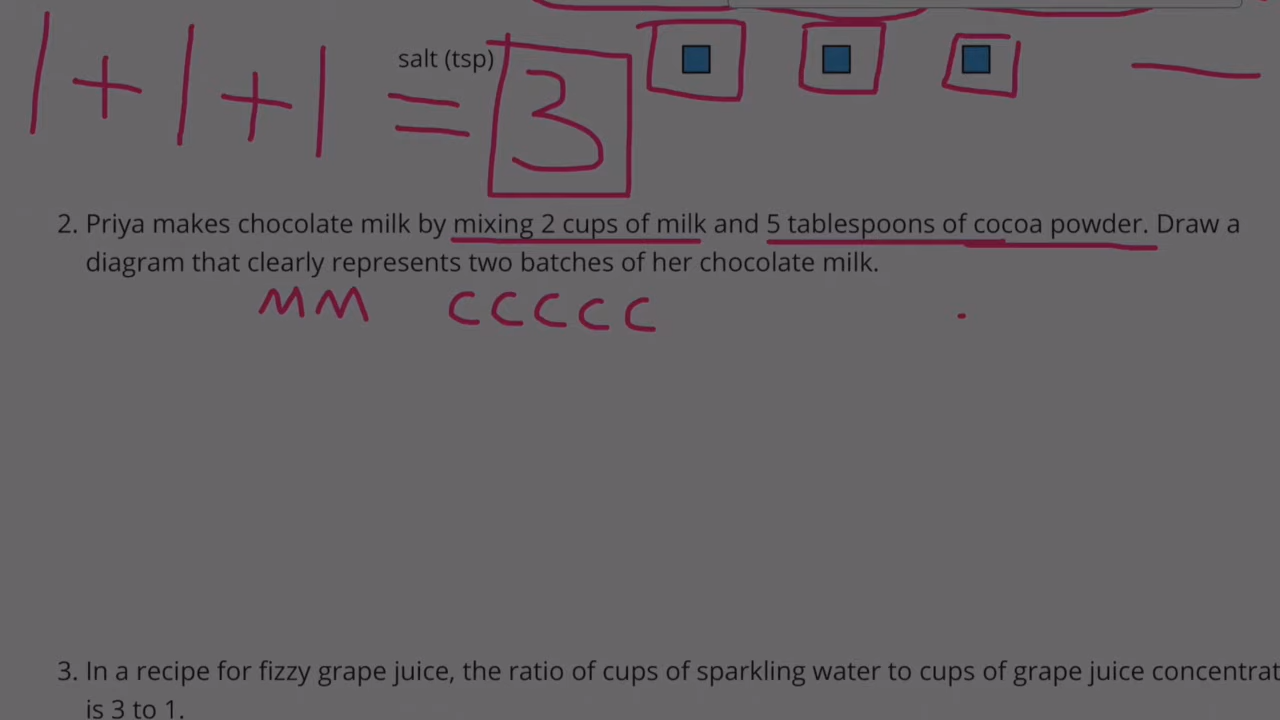 1 + 1 + 1 = 3
salt (tsp)
2. Priya makes chocolate milk by mixing 2 cups of milk and 5 tablespoons of cocoa powder. Draw a
diagram that clearly represents two batches of her chocolate milk.
MM CCCCC
3. In a recipe for fizzy grape juice, the ratio of cups of sparkling water to cups of grape juice concentrat
is 3 to 1.